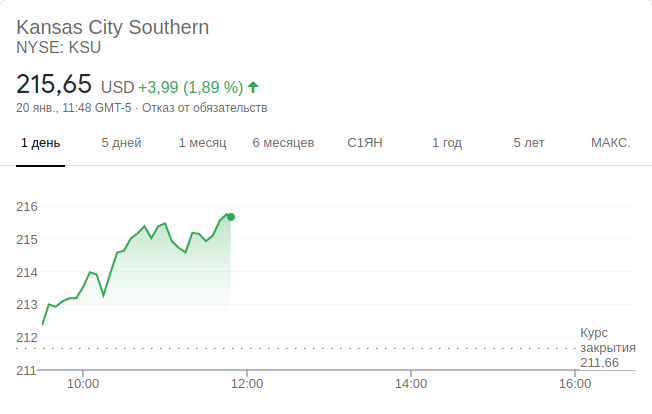 Kansas City Southern
NYSE: KSU
215,65 USD +3,99 (1,89 %)
20 янв., 11:48 GMT-5 · Отказ от обязательств
1 день 5 дней 1 месяц 6 месяцев С1ЯН 1 год 5 лет МАКС.
216
215
214
213
212
211
Курс
закрытия
211,66
10:00 12:00 14:00 16:00